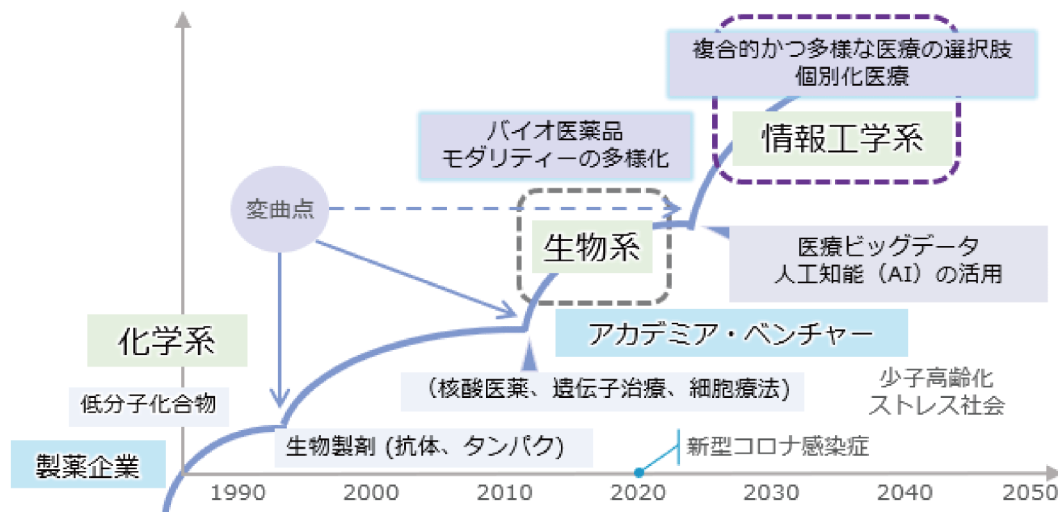 複合的かつ多様な医療の選択肢
個別化医療
情報工学系
バイオ医薬品
モダリティーの多様化
変曲点
生物系
医療ビッグデータ
人工知能（AI）の活用
化学系
アカデミア・ベンチャー
低分子化合物
（核酸医薬、遺伝子治療、細胞療法)
少子高齢化
ストレス社会
生物製剤 (抗体、タンパク)
新型コロナ感染症
製薬企業
1990 2000 2010 2020 2030 2040 2050